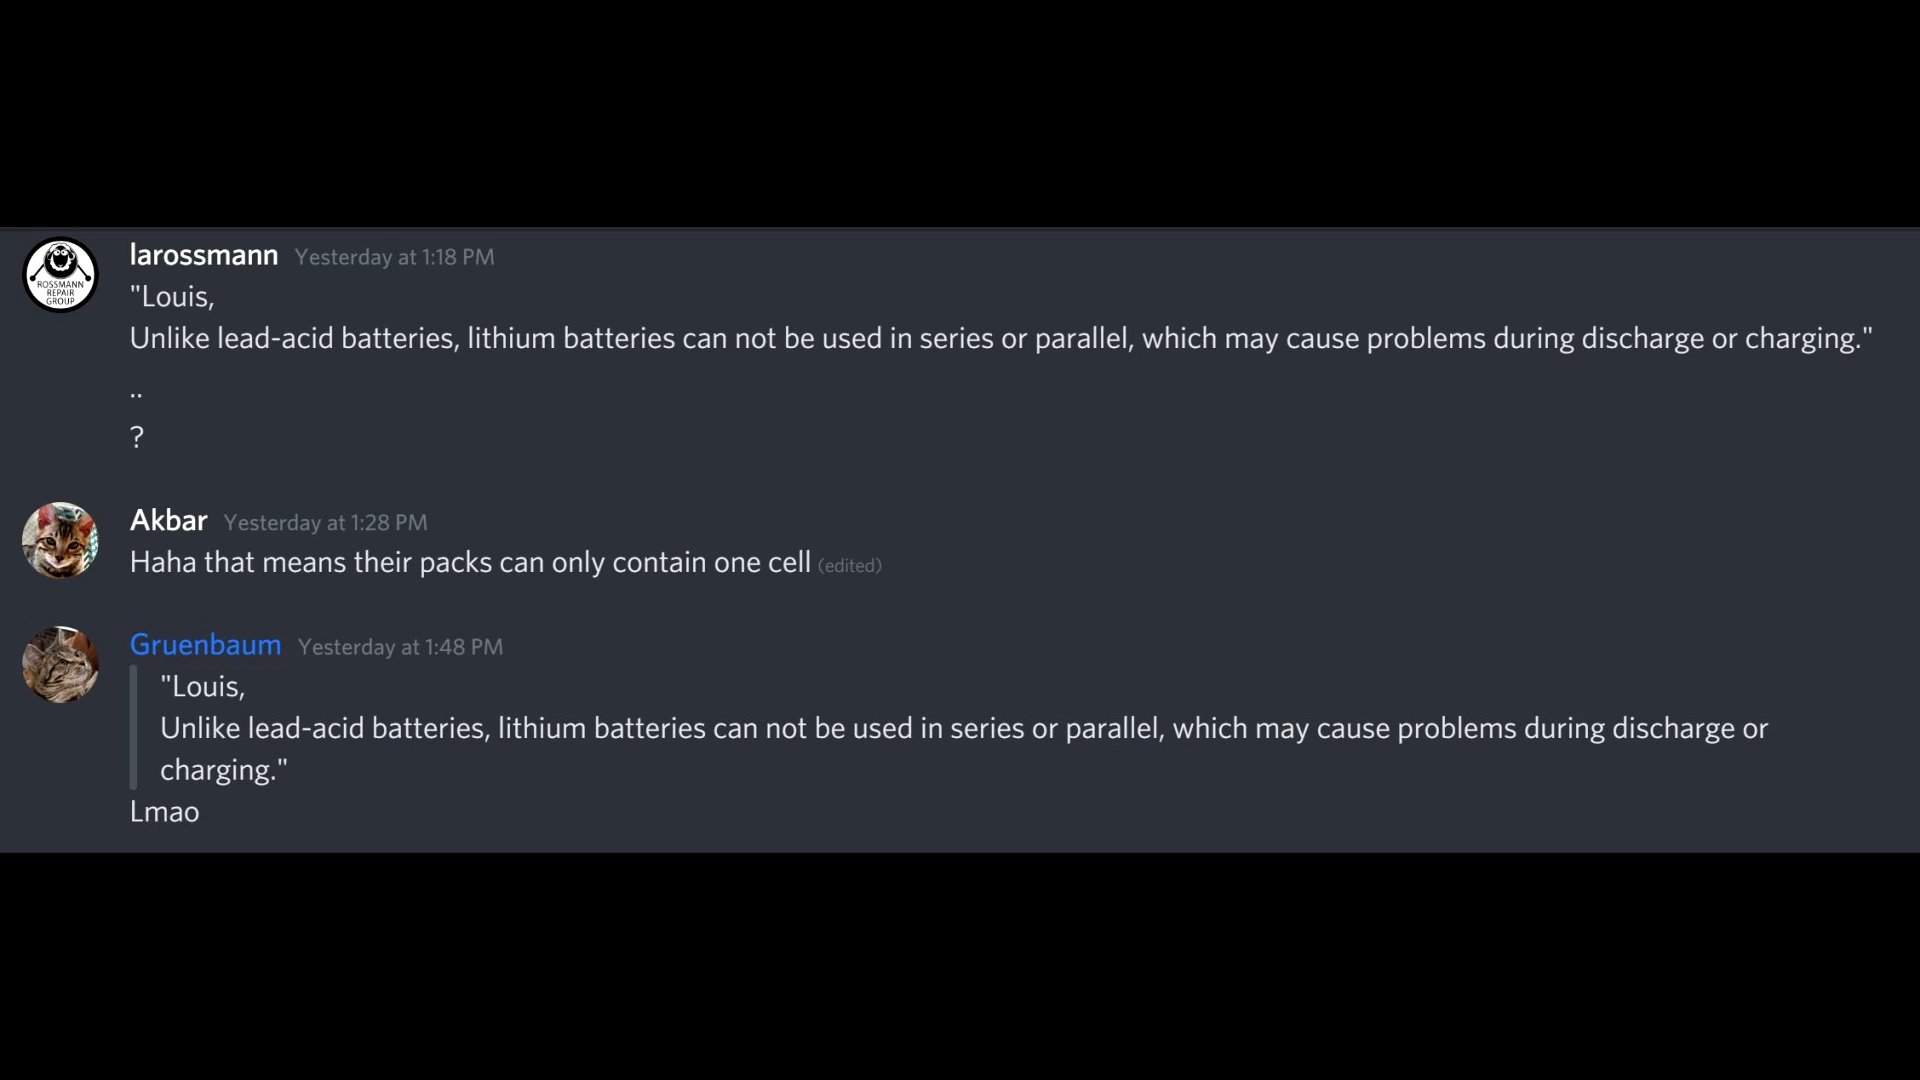 larossmann Yesterday at 1:18 PM
"Louis,
Unlike lead-acid batteries, lithium batteries can not be used in series or parallel, which may cause problems during discharge or charging."
..
?
ROSSMANN
REPAIR
GROUP
Akbar Yesterday at 1:28 PM
Haha that means their packs can only contain one cell (edited)
Gruenbaum Yesterday at 1:48 PM
"Louis,
Unlike lead-acid batteries, lithium batteries can not be used in series or parallel, which may cause problems during discharge or
charging."
Lmao